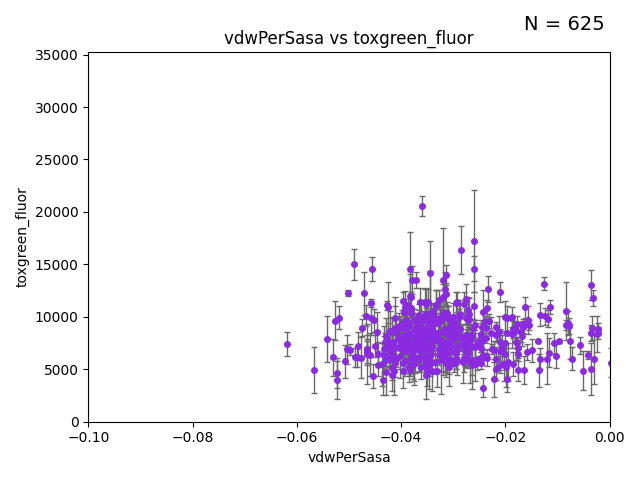 N = 625
vdwPerSasa vs toxgreen_fluor
35000
30000
25000
20000
15000
10000
5000
0
toxgreen_fluor
−0.10 −0.08 −0.06 −0.04 −0.02 0.00
vdwPerSasa